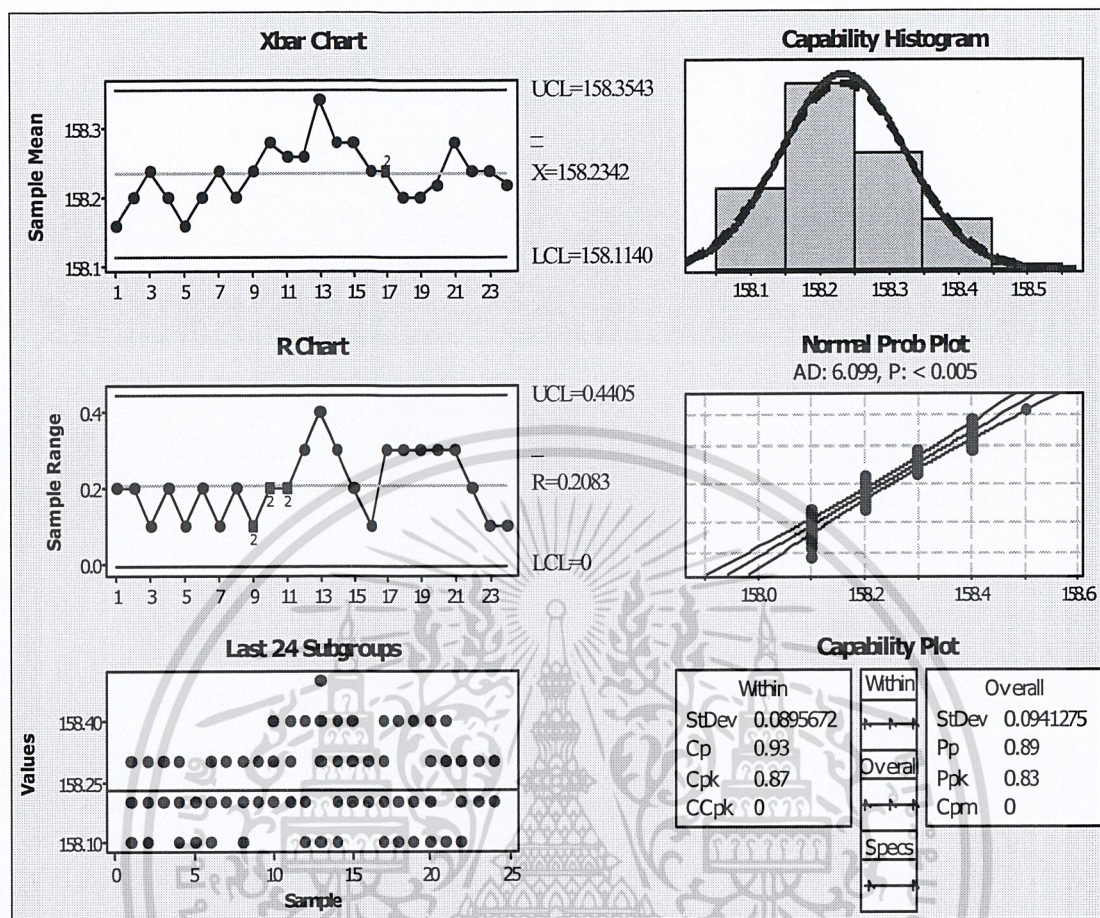 Xbar Chart
Sample Mean
158.3
158.2
158.1
1 3 5 7 9 11 13 15 17 19 21 23
2
UCL=158.3543
X=158.2342
LCL=158.1140
Capability Histogram
158.1 158.2 158.3 158.4 158.5
R Chart
Sample Range
0.4
0.2
0.0
1 3 5 7 9 11 13 15 17 19 21 23
2
2 2
UCL=0.4405
R=0.2083
LCL=0
Normal Prob Plot
AD: 6.099, P: < 0.005
158.0 158.2 158.4 158.6
Last 24 Subgroups
Values
158.40
158.25
158.10
0 5 10 15 20 25
Sample
Capability Plot
Within
StDev 0.0895672
Cp 0.93
Cpk 0.87
CCpk 0
Within
Overall
Specs
Overall
StDev 0.0941275
Pp 0.89
Ppk 0.83
Cpm 0